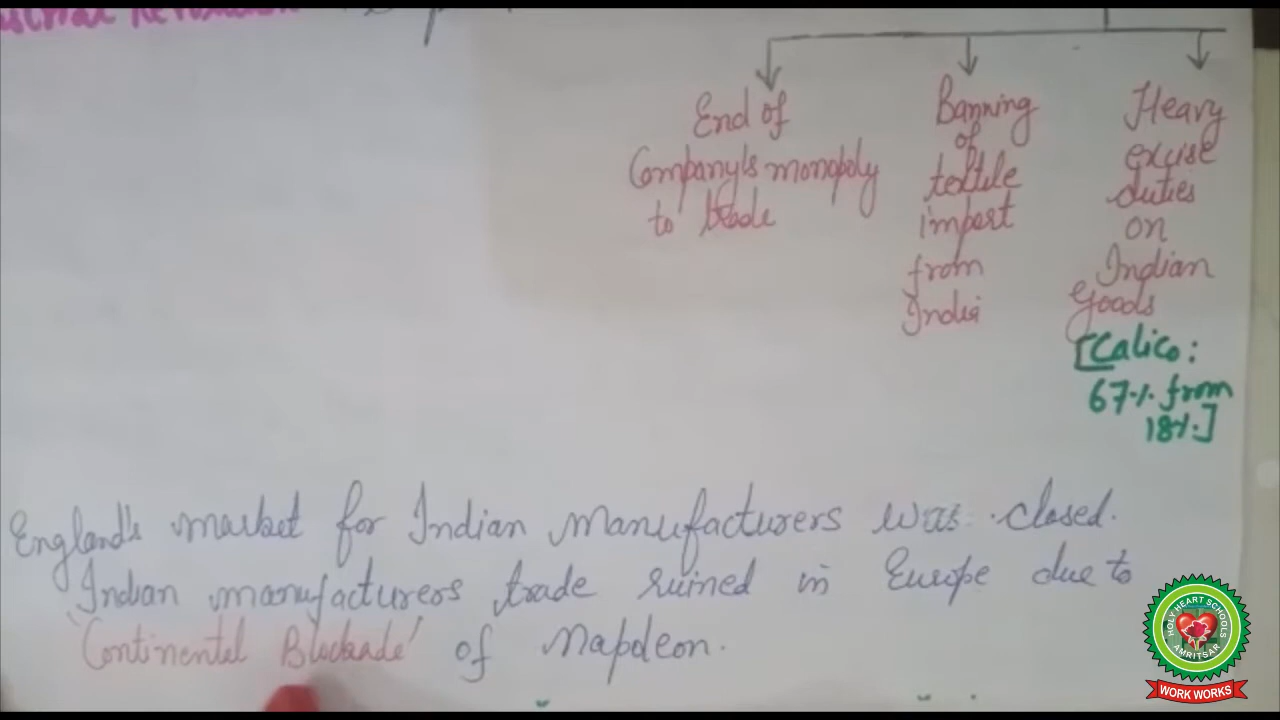 End of
Company's monopoly
to trade
Banning
of
textile
import
from
India
Heavy
excise
duties
on
Indian
Goods
[Calico:
67% from
18%]
England's market for Indian manufacturers was closed.
Indian manufacturers trade ruined in Europe due to
'Continental Blockade' of Napoleon.
HOLY HEART SCHOOLS
AMRITSAR
WORK WORKS